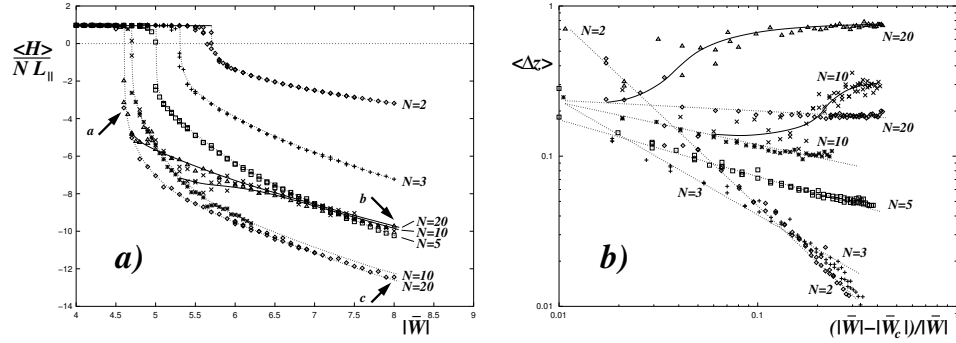 2
0
-2
-4
-6
-8
-10
-12
-14
<H>
N L||
4
4.5
5
5.5
6
6.5
7
7.5
8
8.5
9
|W̄|
a
b
c
a)
N=2
N=3
N=20
N=10
N=5
N=10
N=20
1
0.1
0.01
<Δz>
0.01
0.1
1
(|W̄|-|W̄c|)/|W̄|
b)
N=2
N=20
N=10
N=20
N=10
N=3
N=5
N=3
N=2